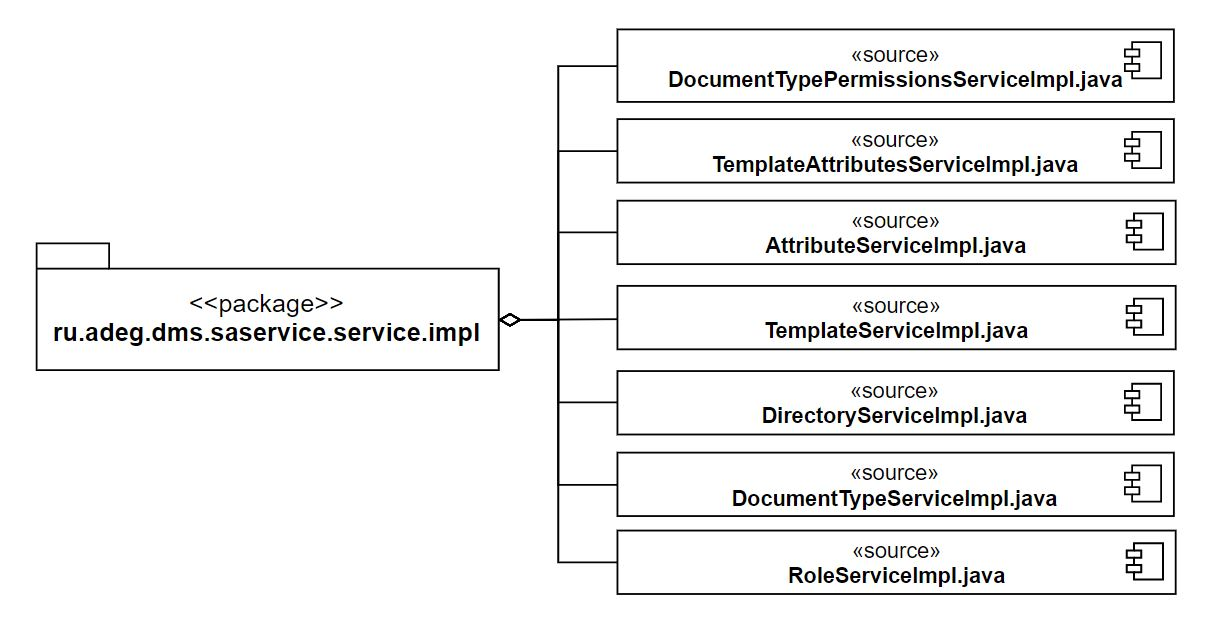 «source»
DocumentTypePermissionsServiceImpl.java
«source»
TemplateAttributesServiceImpl.java
«source»
AttributeServiceImpl.java
<<package>>
ru.adeg.dms.saservice.service.impl
«source»
TemplateServiceImpl.java
«source»
DirectoryServiceImpl.java
«source»
DocumentTypeServiceImpl.java
«source»
RoleServiceImpl.java